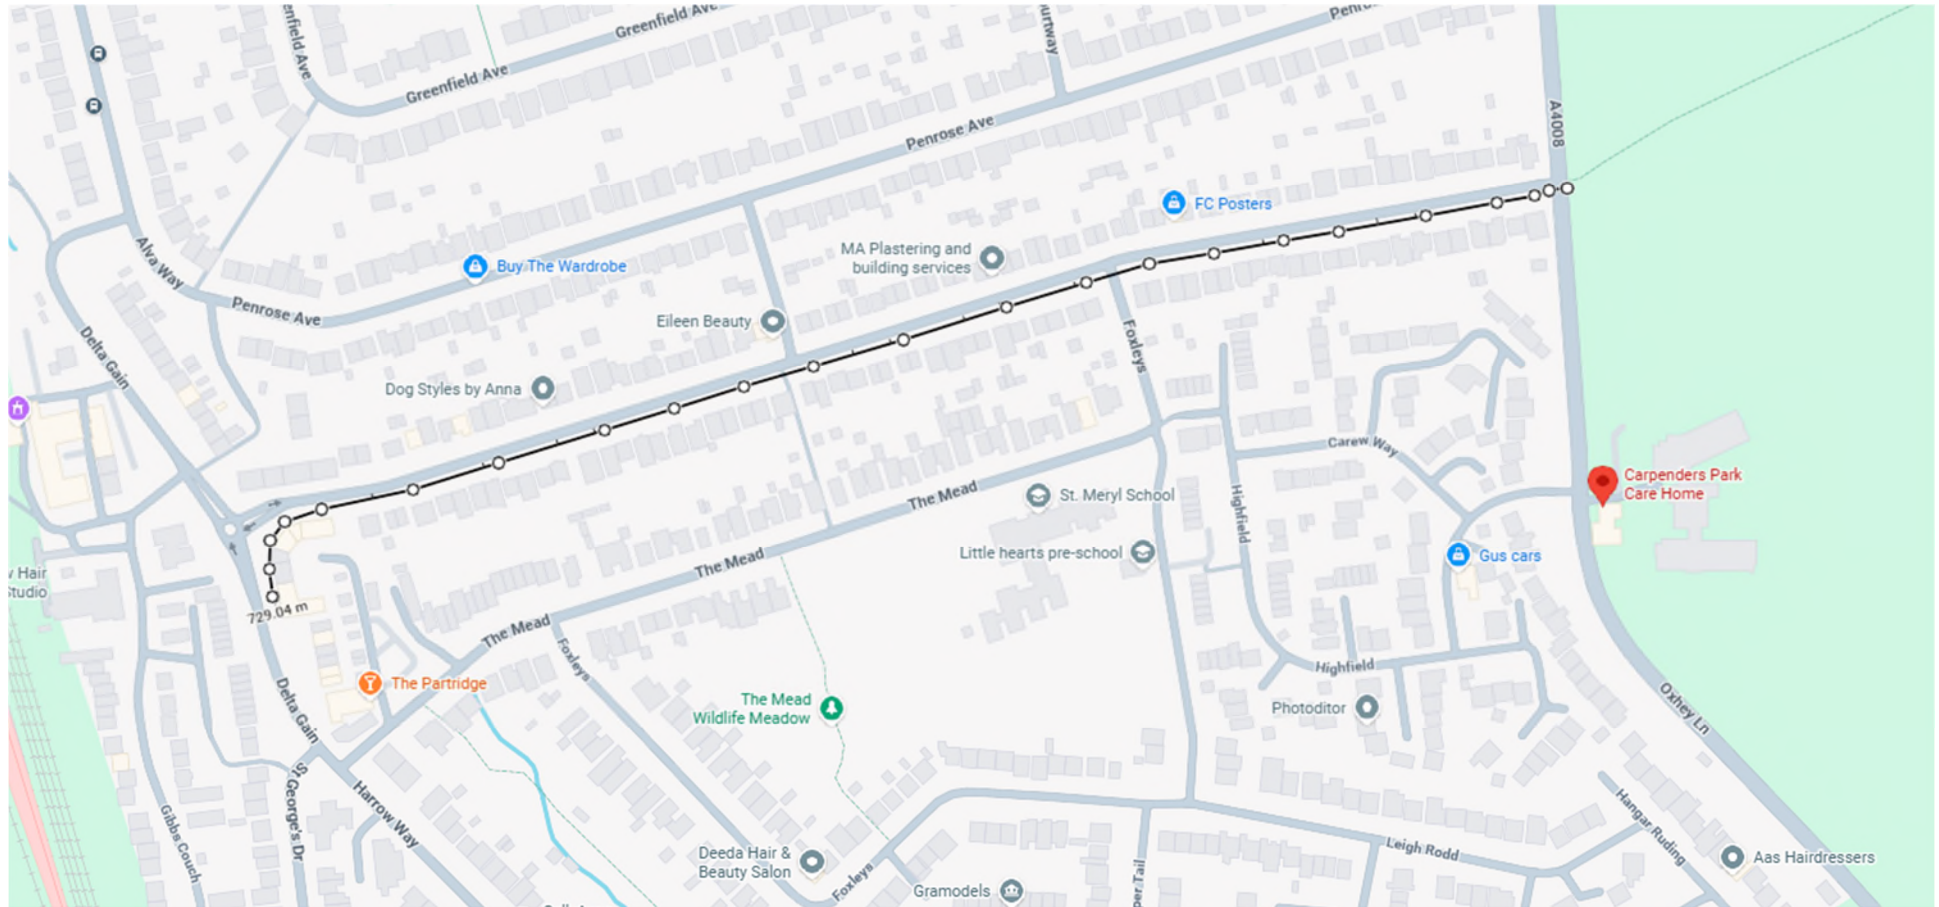 Greenfield Ave
Penrose Ave
A4008
Greenfield Ave
Penrose Ave
FC Posters
Alva Way
MA Plastering and
building services
Buy The Wardrobe
Penrose Ave
Eileen Beauty
Delta Gain
Foxleys
Dog Styles by Anna
Carew Way
Carpenders Park
Care Home
The Mead
St. Meryl School
Highfield
Little hearts pre-school
Gus cars
The Mead
Hair
Studio
729.04 m
The Mead
Foxleys
Highfield
The Partridge
Delta Gain
The Mead
Wildlife Meadow
Photoditor
Oxhey Ln
St George's Dr
Harrow Way
Gibbs Couch
Hangar Ruding
Leigh Rodd
Deeda Hair &
Beauty Salon
Foxleys
Aas Hairdressers
Gramodels
per Tail